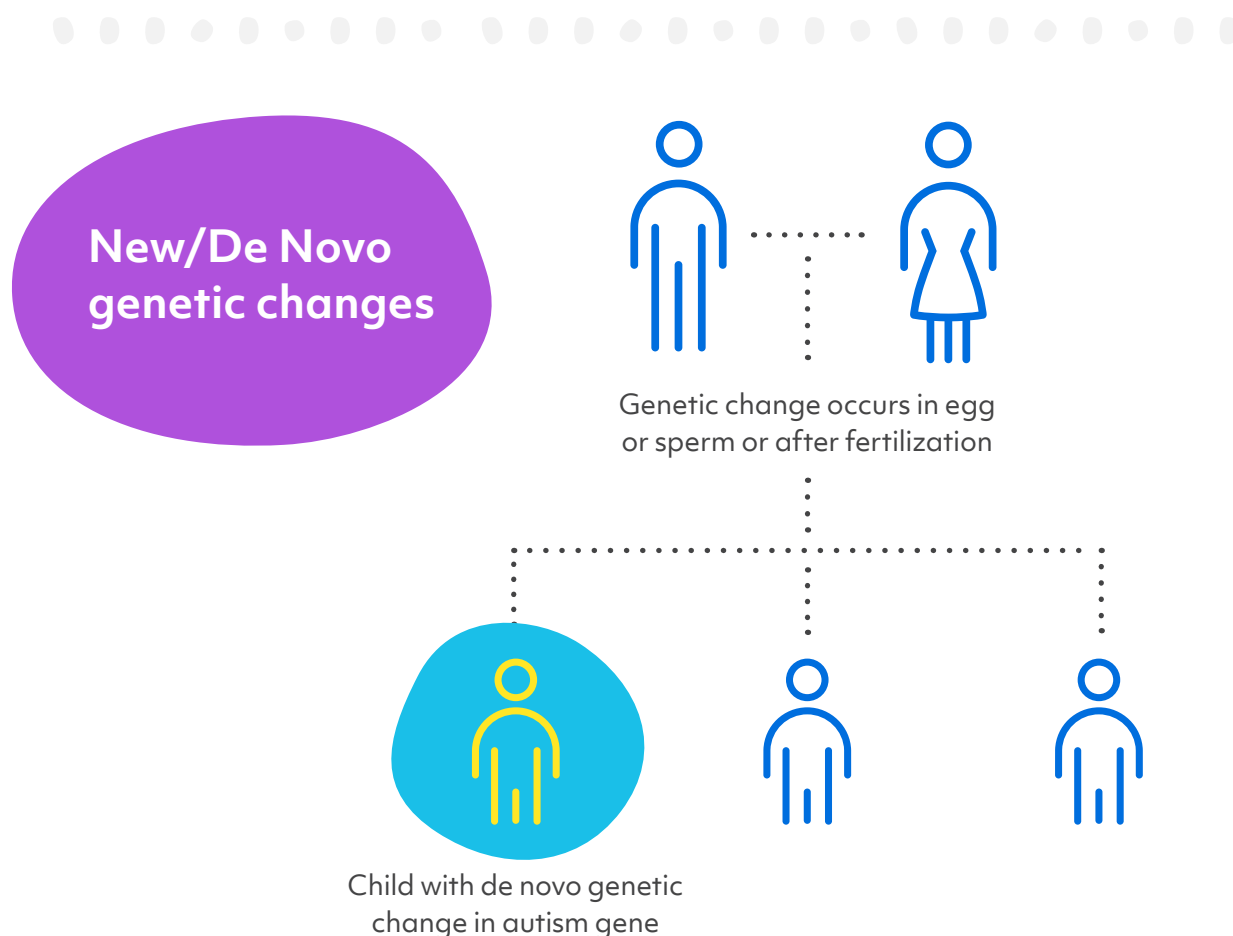 New/De Novo
genetic changes
Genetic change occurs in egg
or sperm or after fertilization
Child with de novo genetic
change in autism gene